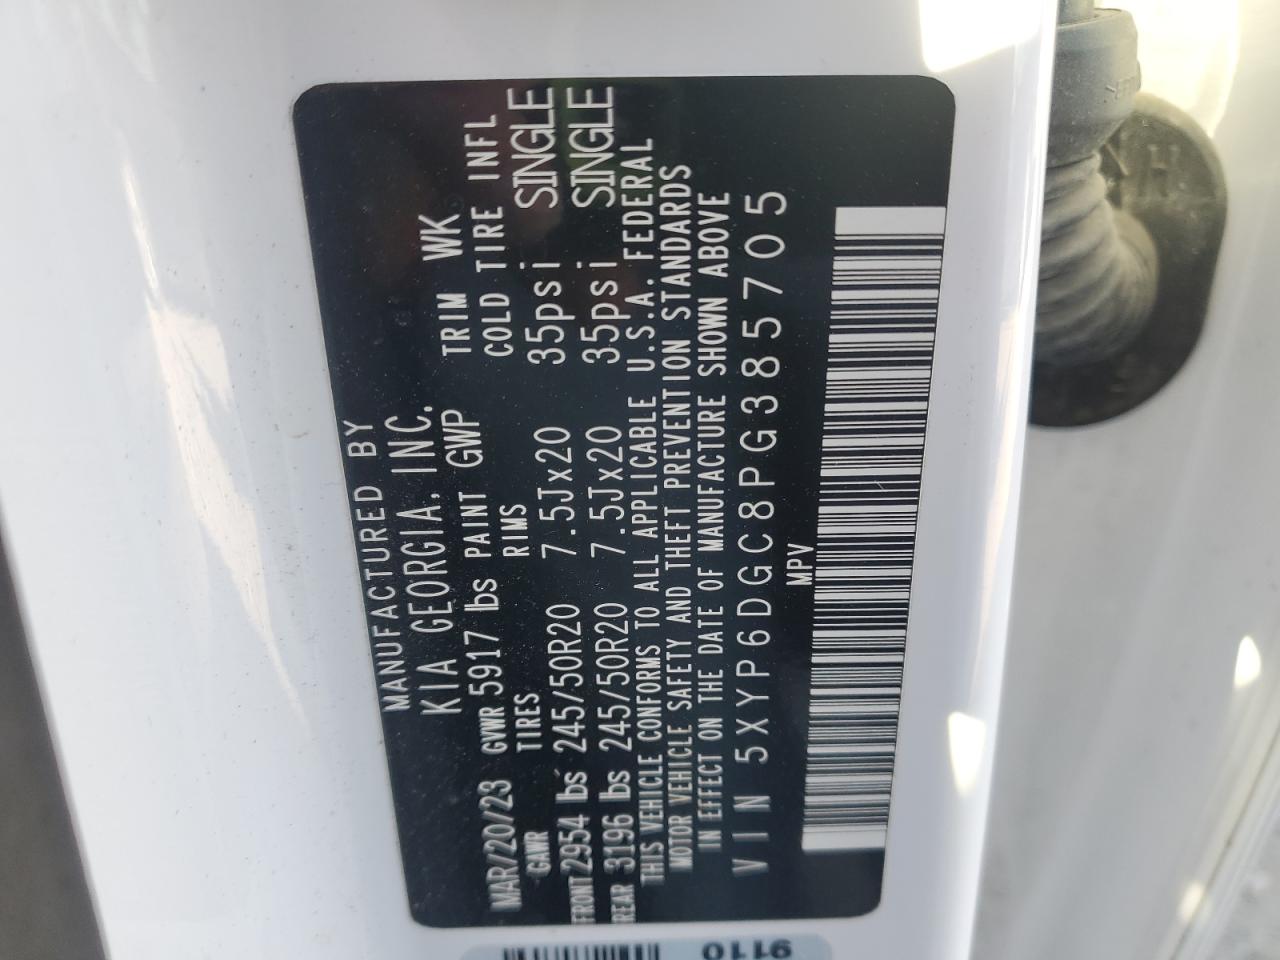 MANUFACTURED BY
KIA GEORGIA, INC.
MAR/20/23 GVWR 5917 lbs PAINT GWP TRIM WK
GAWR TIRES RIMS COLD TIRE INFL
FRONT 2954 lbs 245/50R20 7.5Jx20 35psi SINGLE
REAR 3196 lbs 245/50R20 7.5Jx20 35psi SINGLE
THIS VEHICLE CONFORMS TO ALL APPLICABLE U.S.A. FEDERAL
MOTOR VEHICLE SAFETY AND THEFT PREVENTION STANDARDS
IN EFFECT ON THE DATE OF MANUFACTURE SHOWN ABOVE
VIN 5XYP6DGC8PG385705
MPV
9110